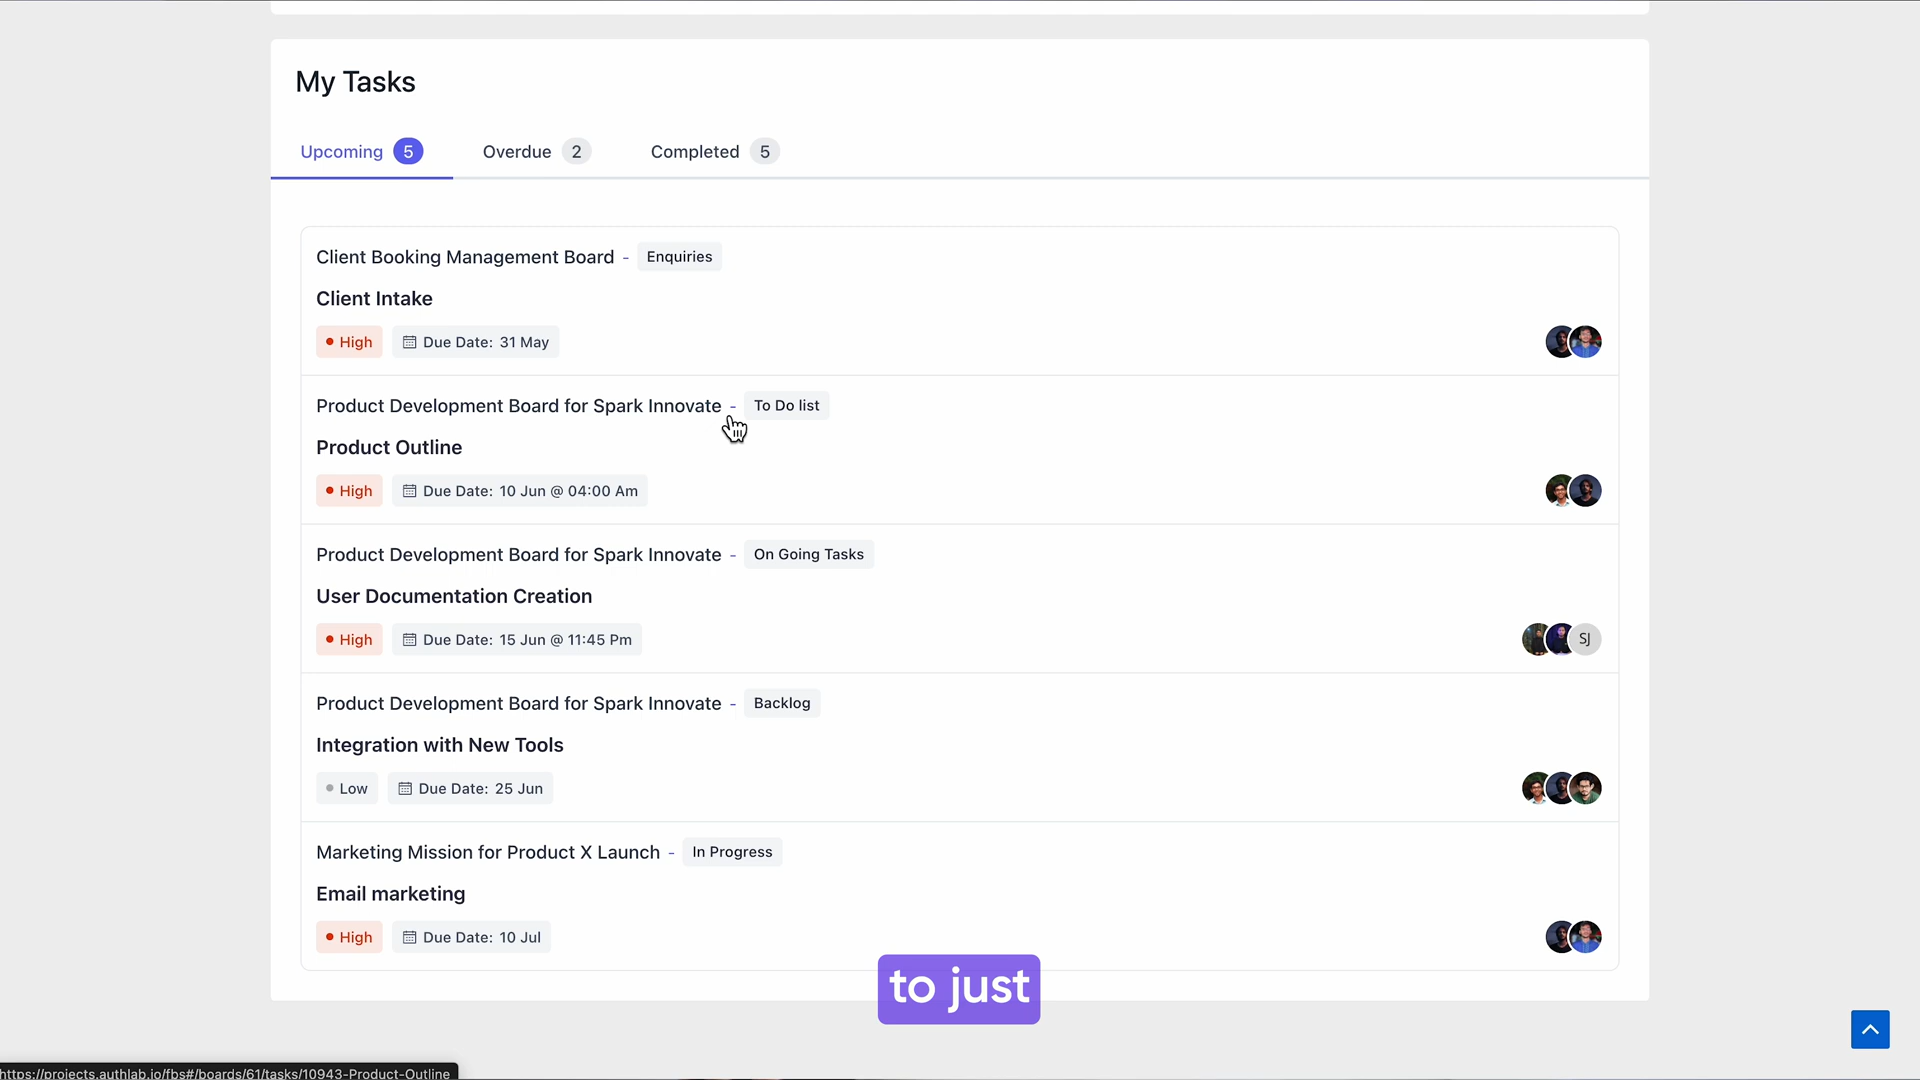 My Tasks
Upcoming 5 Overdue 2 Completed 5
Client Booking Management Board - Enquiries
Client Intake
High Due Date: 31 May
Product Development Board for Spark Innovate - To Do list
Product Outline
High Due Date: 10 Jun @ 04:00 Am
Product Development Board for Spark Innovate - On Going Tasks
User Documentation Creation
High Due Date: 15 Jun @ 11:45 Pm
SJ
Product Development Board for Spark Innovate - Backlog
Integration with New Tools
Low Due Date: 25 Jun
Marketing Mission for Product X Launch - In Progress
Email marketing
High Due Date: 10 Jul
to just
https://projects.authlab.io/fbs#/boards/61/tasks/10943-Product-Outline